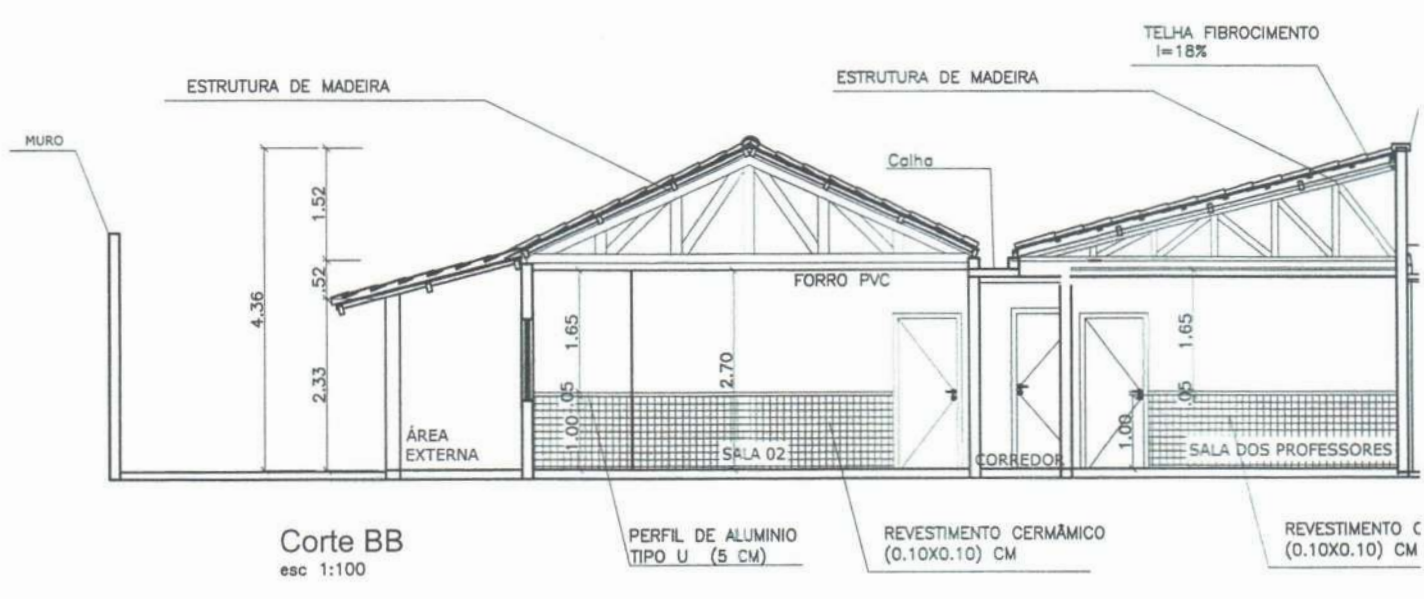 TELHA FIBROCIMENTO
I=18%
ESTRUTURA DE MADEIRA
ESTRUTURA DE MADEIRA
MURO
Calha
1.52
.52
4.36
2.33
FORRO PVC
1.65
.05
1.00
2.70
1.65
.05
1.00
ÁREA
EXTERNA
SALA 02
CORREDOR
SALA DOS PROFESSORES
Corte BB
esc 1:100
PERFIL DE ALUMINIO
TIPO U (5 CM)
REVESTIMENTO CERMÂMICO
(0.10X0.10) CM
REVESTIMENTO C
(0.10X0.10) CM